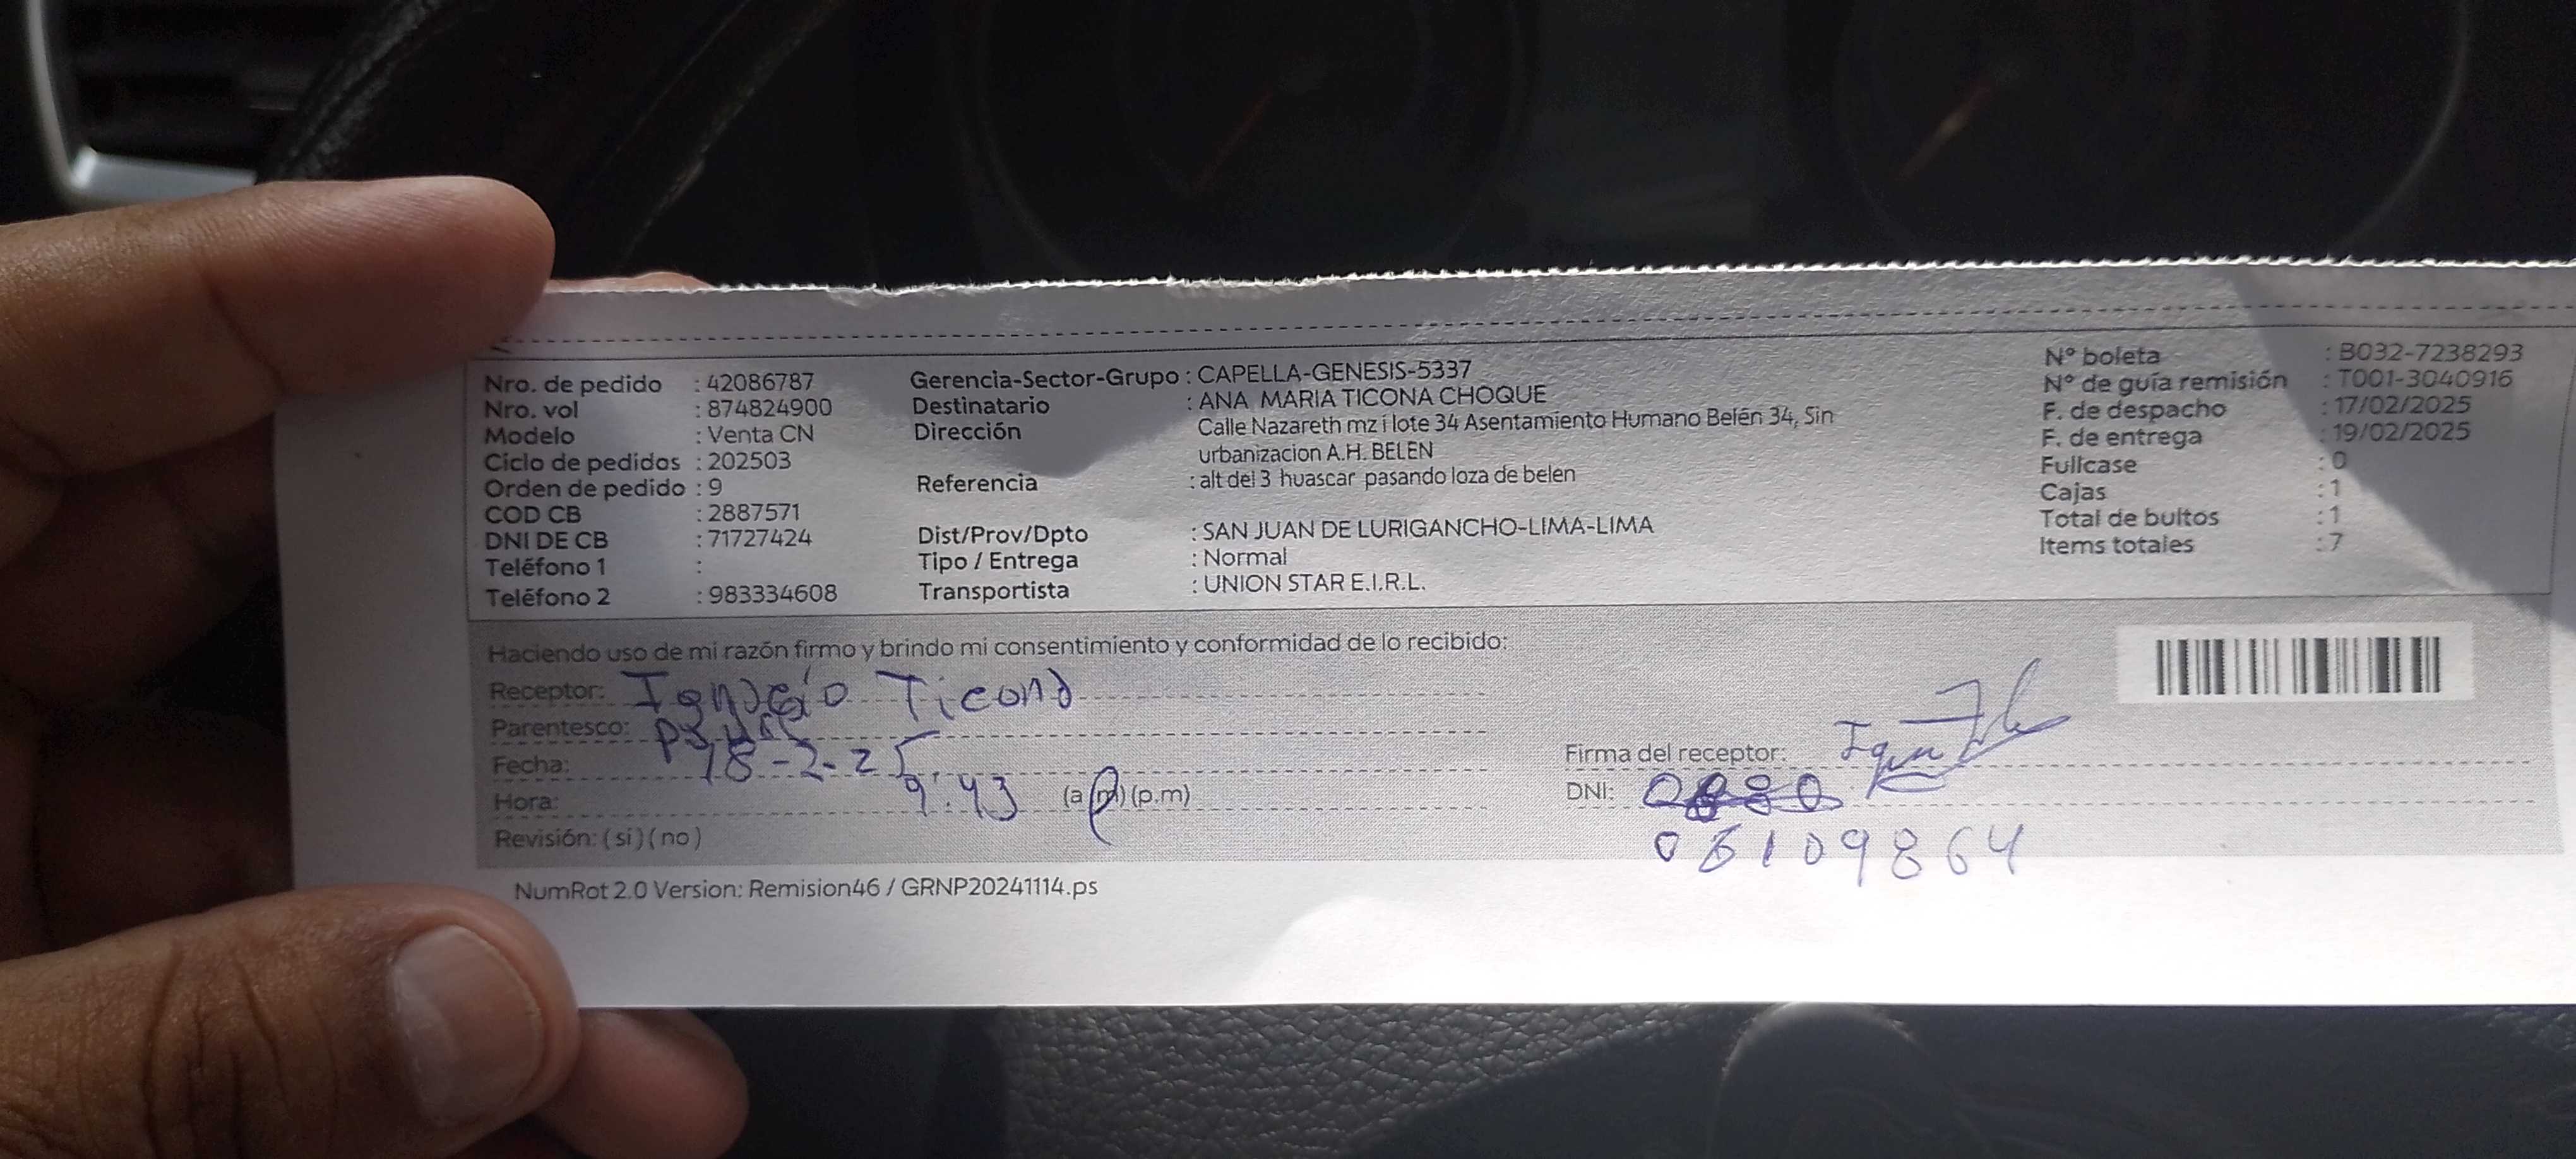 Nro. de pedido : 42086787
Nro. vol : 874824900
Modelo : Venta CN
Ciclo de pedidos : 202503
Orden de pedido : 9
COD CB : 2887571
DNI DE CB : 71727424
Teléfono 1 :
Teléfono 2 : 983334608
Gerencia-Sector-Grupo : CAPELLA-GENESIS-5337
Destinatario : ANA MARIA TICONA CHOQUE
Dirección Calle Nazareth mz i lote 34 Asentamiento Humano Belén 34, Sin
urbanizacion A.H. BELEN
Referencia : alt del 3 huascar pasando loza de belen
Dist/Prov/Dpto : SAN JUAN DE LURIGANCHO-LIMA-LIMA
Tipo / Entrega : Normal
Transportista : UNION STAR E.I.R.L.
Nº boleta : B032-7238293
Nº de guía remisión : T001-3040916
F. de despacho : 17/02/2025
F. de entrega : 19/02/2025
Fullcase : 0
Cajas : 1
Total de bultos : 1
Items totales : 7
Haciendo uso de mi razón firmo y brindo mi consentimiento y conformidad de lo recibido:
Receptor: Ignacio Ticona
Parentesco:
Fecha: 18-2-25
Hora: 9:43 (a.m) (p.m)
Revisión: (si) (no)
Firma del receptor:
DNI:
06109864
NumRot 2.0 Version: Remision46 / GRNP20241114.ps